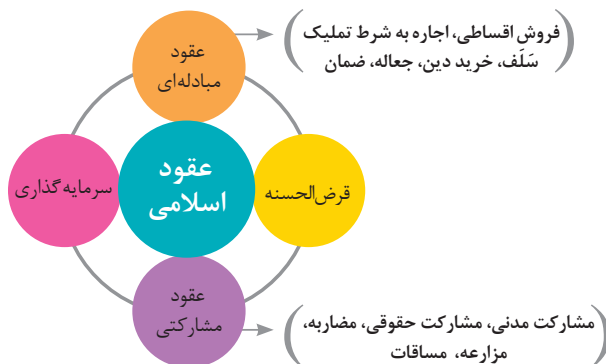 عقود
مبادله‌ای
(فروش اقساطی، اجاره به شرط تملیک
سَلَف، خرید دین، جعاله، ضمان)
عقود
اسلامی
قرض‌الحسنه
سرمایه‌گذاری
عقود
مشارکتی
(مشارکت مدنی، مشارکت حقوقی، مضاربه،
مزارعه، مساقات)